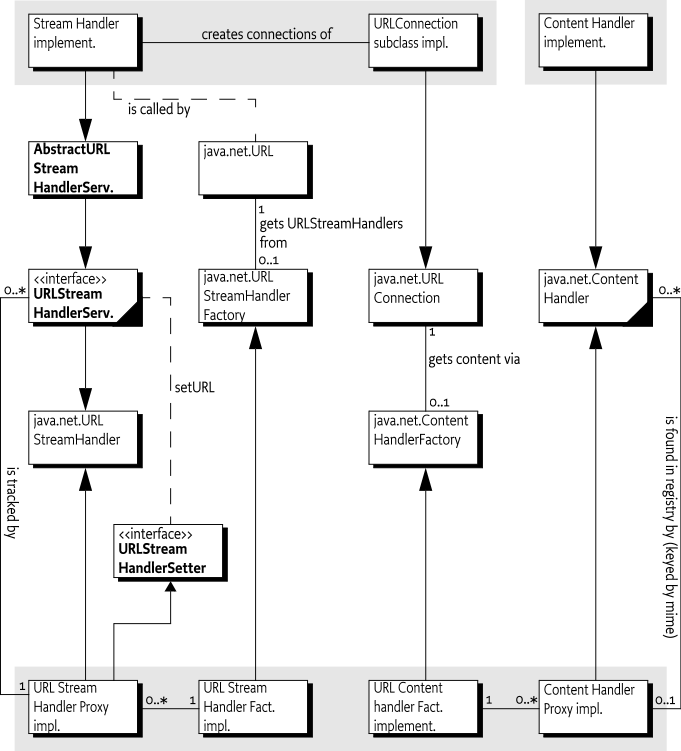 Stream Handler
implement.
creates connections of
URLConnection
subclass impl.
Content Handler
implement.
is called by
AbstractURL
Stream
HandlerServ.
java.net.URL
1
gets URLStreamHandlers
from
0..1
0..*
<<interface>>
URLStream
HandlerServ.
java.net.URL
StreamHandler
Factory
java.net.URL
Connection
java.net.Content
Handler
0..*
1
gets content via
0..1
setURL
java.net.URL
StreamHandler
java.net.Content
HandlerFactory
is tracked by
is found in registry by (keyed by mime)
<<interface>>
URLStream
HandlerSetter
1
URL Stream
Handler Proxy
impl.
0..*
1
URL Stream
Handler Fact.
impl.
URL Content
handler Fact.
implement.
1
0..*
Content Handler
Proxy impl.
0..1